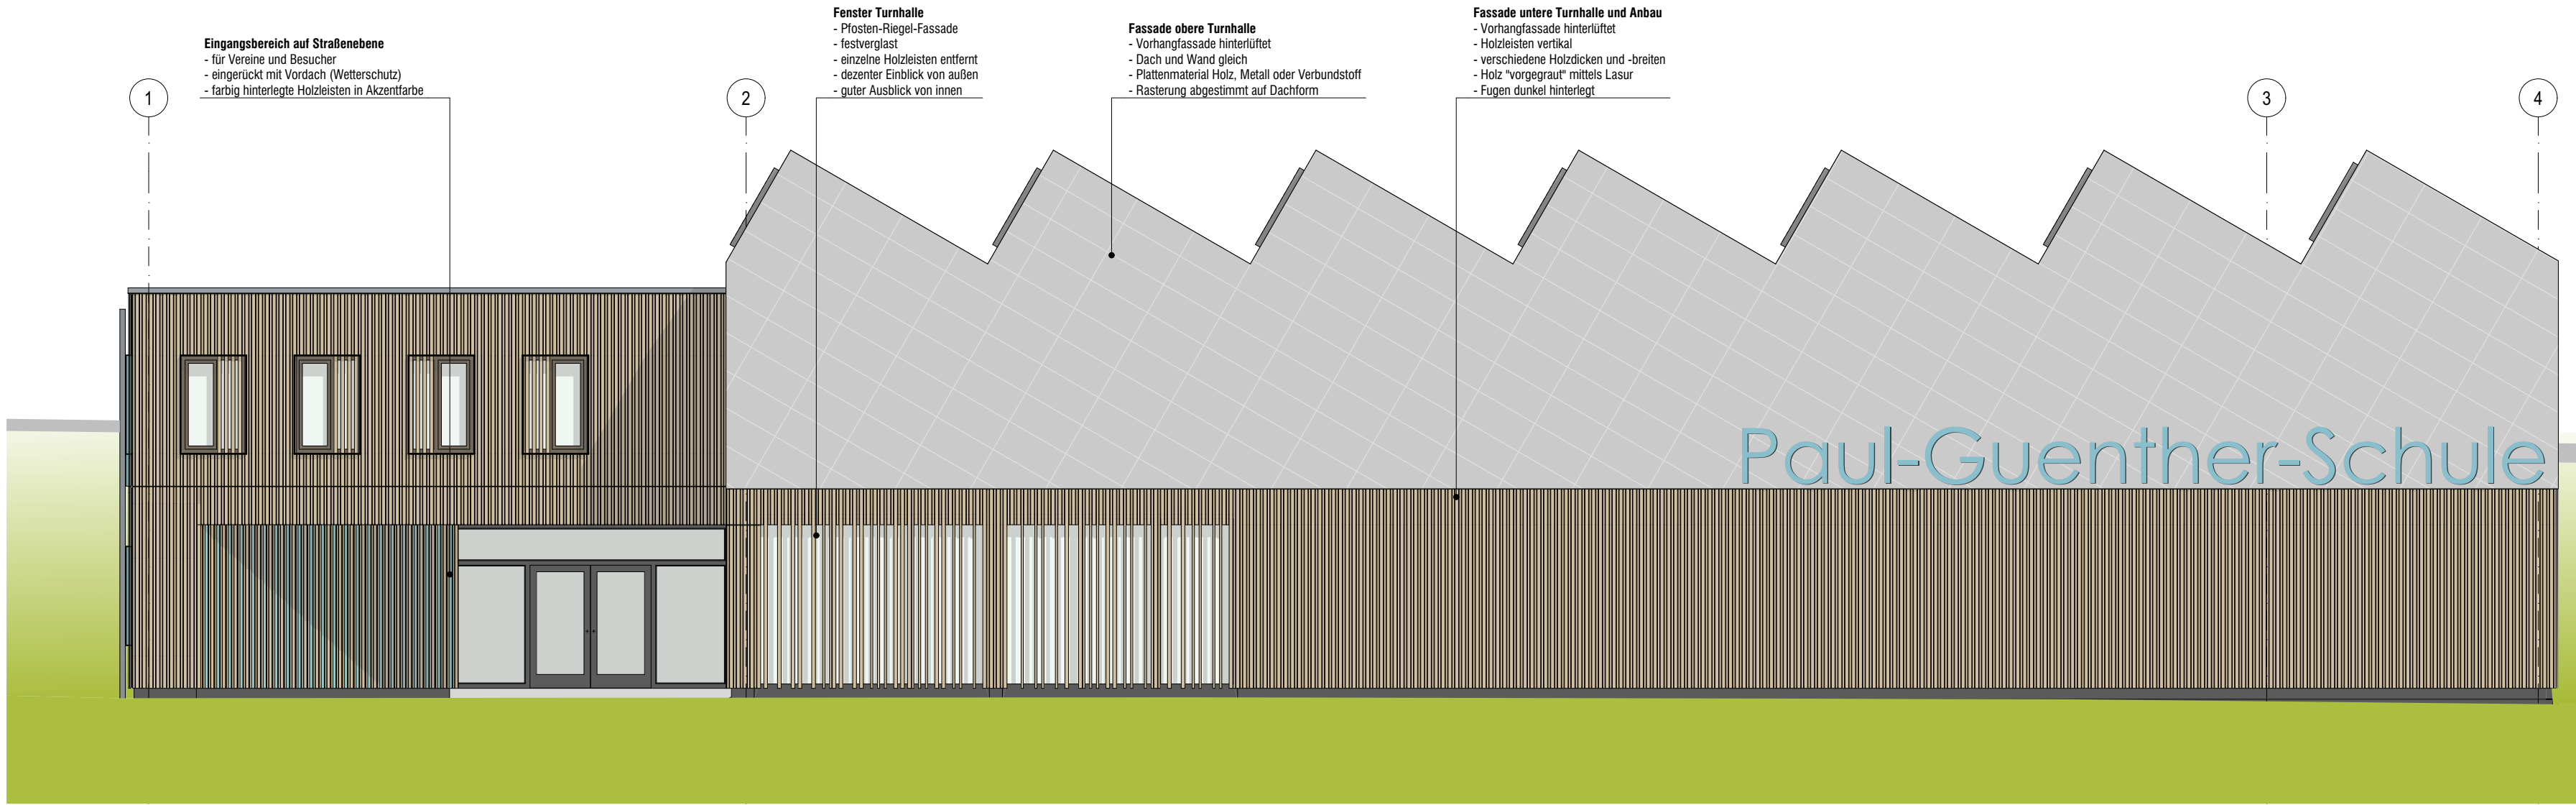 Eingangsbereich auf Straßenebene
- für Vereine und Besucher
- eingerückt mit Vordach (Wetterschutz)
- farbig hinterlegte Holzleisten in Akzentfarbe
Fenster Turnhalle
- Pfosten-Riegel-Fassade
- festverglast
- einzelne Holzleisten entfernt
- dezenter Einblick von außen
- guter Ausblick von innen
Fassade obere Turnhalle
- Vorhangfassade hinterlüftet
- Dach und Wand gleich
- Plattenmaterial Holz, Metall oder Verbundstoff
- Rasterung abgestimmt auf Dachform
Fassade untere Turnhalle und Anbau
- Vorhangfassade hinterlüftet
- Holzleisten vertikal
- verschiedene Holzdicken und -breiten
- Holz "vorgegraut" mittels Lasur
- Fugen dunkel hinterlegt
1
2
3
4
Paul-Guenther-Schule